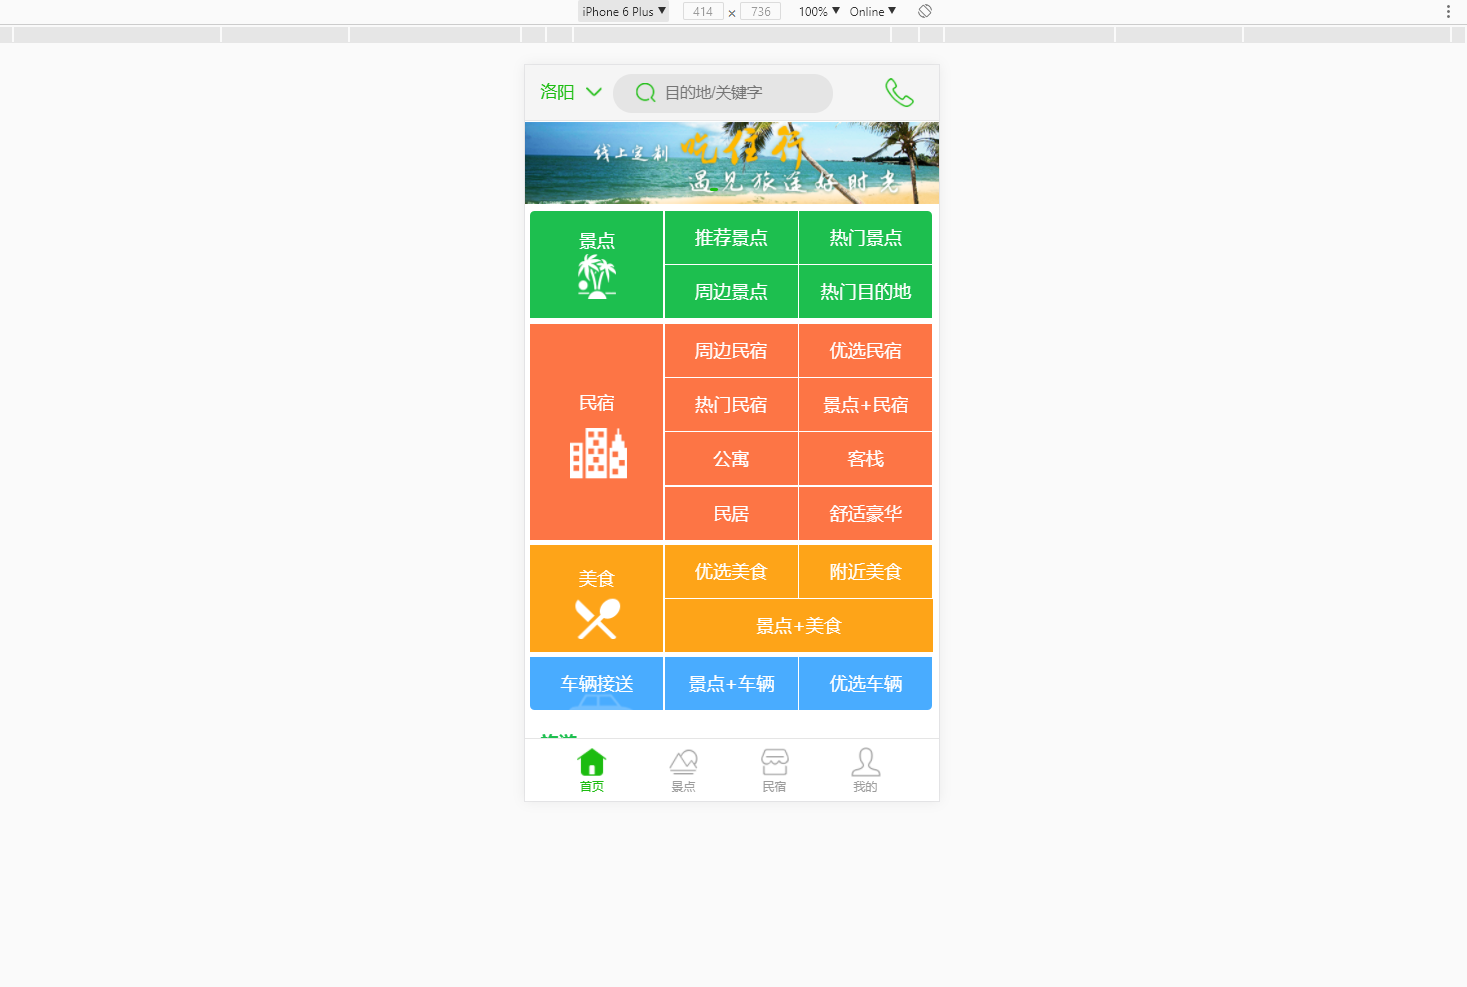 iPhone 6 Plus 414 × 736 100% Online
洛阳 目的地/关键字
线上定制 吃住行
遇见旅途好时光
景点
推荐景点 热门景点
周边景点 热门目的地
民宿
周边民宿 优选民宿
热门民宿 景点+民宿
公寓 客栈
民居 舒适豪华
美食
优选美食 附近美食
景点+美食
车辆接送 景点+车辆 优选车辆
首页 景点 民宿 我的